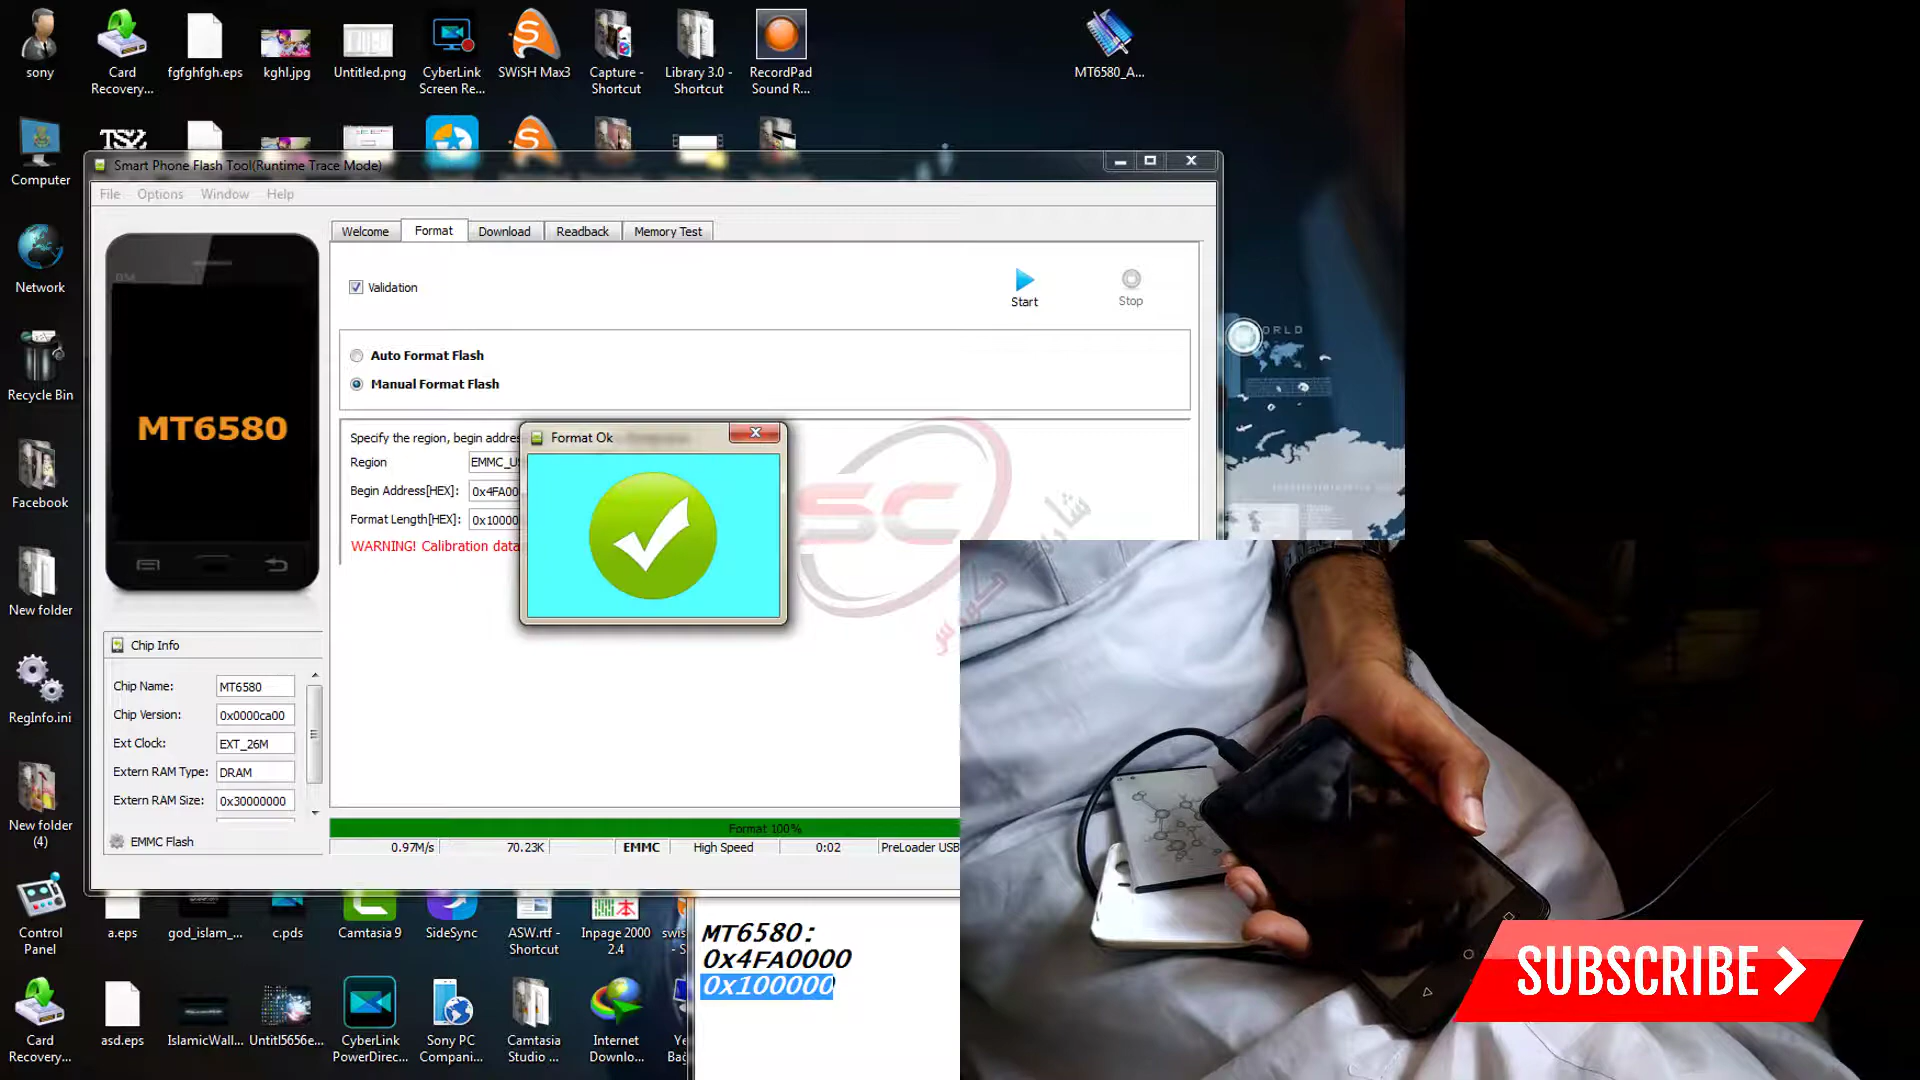 sony
Card
Recovery...
fgfghfgh.eps
kghl.jpg
Untitled.png
CyberLink
Screen Re...
SWiSH Max3
Capture -
Shortcut
Library 3.0 -
Shortcut
RecordPad
Sound R...
MT6580_A...
Computer
Network
Recycle Bin
Facebook
New folder
RegInfo.ini
New folder
(4)
Control
Panel
Card
Recovery...
Smart Phone Flash Tool(Runtime Trace Mode)
File Options Window Help
Welcome Format Download Readback Memory Test
Validation
Start
Stop
Auto Format Flash
Manual Format Flash
Specify the region, begin addre
Region EMMC_U
Begin Address[HEX]: 0x4FA00
Format Length[HEX]: 0x10000
WARNING! Calibration data
Format Ok
MT6580
Chip Info
Chip Name: MT6580
Chip Version: 0x0000ca00
Ext Clock: EXT_26M
Extern RAM Type: DRAM
Extern RAM Size: 0x30000000
EMMC Flash
Format 100%
0.97M/s 70.23K EMMC High Speed 0:02 PreLoader USB
SC
WORLD
a.eps
god_islam_...
c.pds
Camtasia 9
SideSync
ASW.rtf -
Shortcut
Inpage 2000
2.4
swis
- S
asd.eps
IslamicWall...
Untitl5656e...
CyberLink
PowerDirec...
Sony PC
Compani...
Camtasia
Studio ...
Internet
Downlo...
MT6580:
0x4FA0000
0x100000
SUBSCRIBE